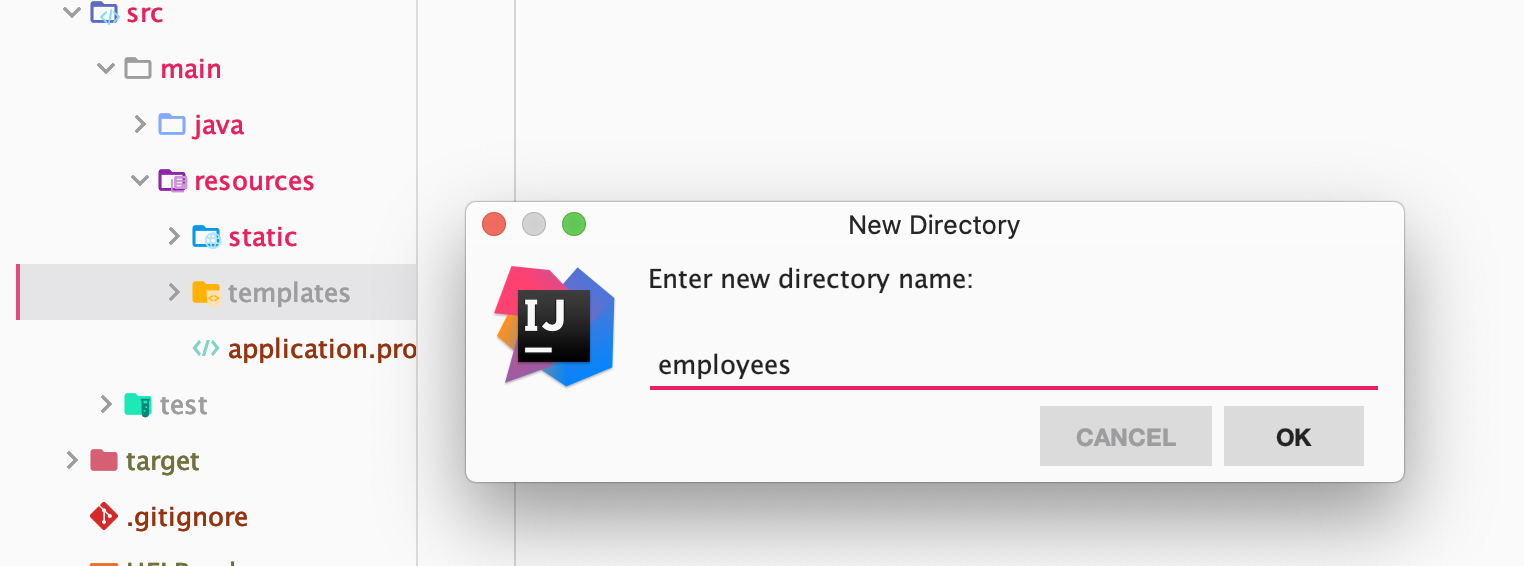 src
main
java
resources
static
templates
application.pro
test
target
.gitignore
New Directory
IJ
Enter new directory name:
employees
CANCEL
OK